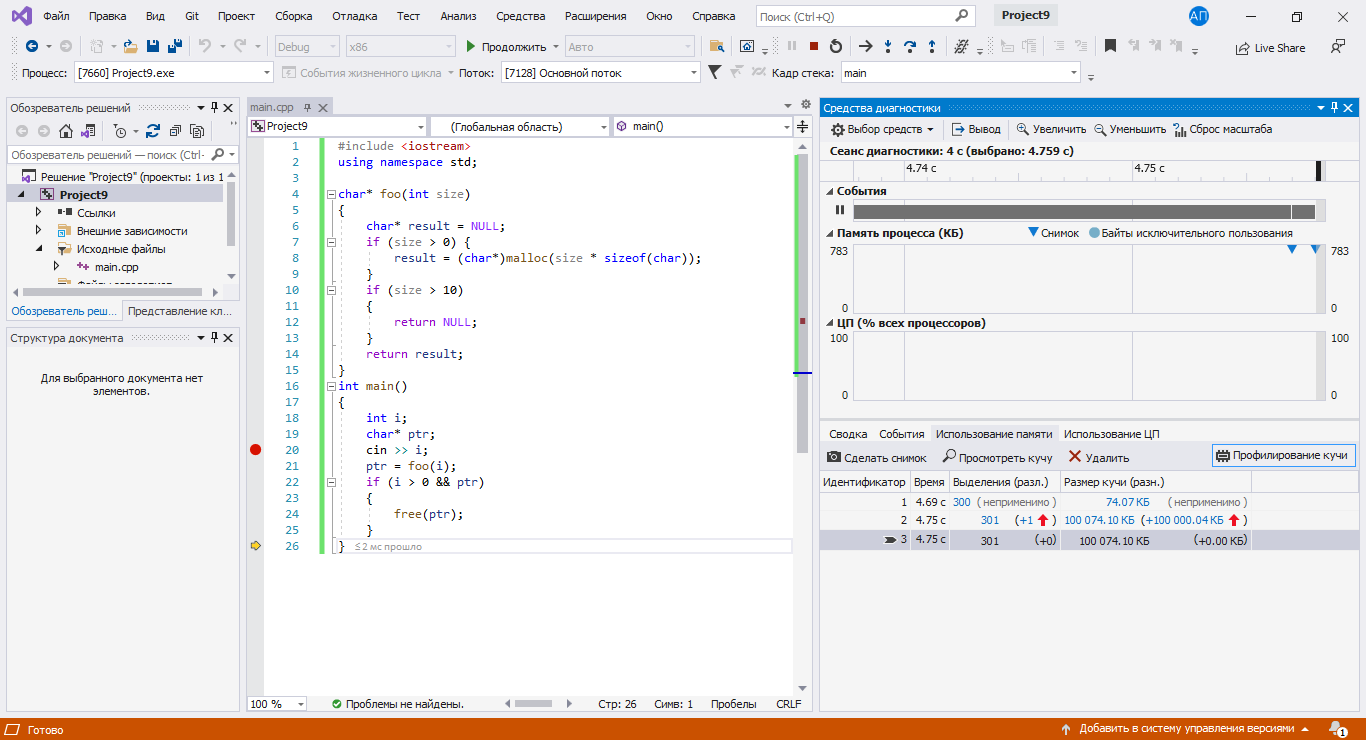 Файл Правка Вид Git Проект Сборка Отладка Тест Анализ Средства Расширения Окно Справка Поиск (Ctrl+Q) Project9 АП
Debug x86 Продолжить Авто Live Share
Процесс: [7660] Project9.exe События жизненного цикла Поток: [7128] Основной поток Кадр стека: main
Обозреватель решений
Обозреватель решений — поиск (Ctrl-
Решение "Project9" (проекты: 1 из 1
Project9
Ссылки
Внешние зависимости
Исходные файлы
main.cpp
Обозреватель реш... Представление кл...
Структура документа
Для выбранного документа нет
элементов.
main.cpp
Project9 (Глобальная область) main()
1 #include <iostream>
2 using namespace std;
3
4 char* foo(int size)
5 {
6 char* result = NULL;
7 if (size > 0) {
8 result = (char*)malloc(size * sizeof(char));
9 }
10 if (size > 10)
11 {
12 return NULL;
13 }
14 return result;
15 }
16 int main()
17 {
18 int i;
19 char* ptr;
20 cin >> i;
21 ptr = foo(i);
22 if (i > 0 && ptr)
23 {
24 free(ptr);
25 }
26 } ≤ 2 мс прошло
100 % Проблемы не найдены. Стр: 26 Симв: 1 Пробелы CRLF
Средства диагностики
Выбор средств Вывод Увеличить Уменьшить Сброс масштаба
Сеанс диагностики: 4 с (выбрано: 4.759 с)
4.74 с 4.75 с
События
Память процесса (КБ) Снимок Байты исключительного пользования
783 783
0 0
ЦП (% всех процессоров)
100 100
0 0
Сводка События Использование памяти Использование ЦП
Сделать снимок Просмотреть кучу Удалить Профилирование кучи
Идентификатор Время Выделения (разл.) Размер кучи (разн.)
1 4.69 с 300 (неприменимо) 74.07 КБ (неприменимо)
2 4.75 с 301 (+1) 100 074.10 КБ (+100 000.04 КБ)
3 4.75 с 301 (+0) 100 074.10 КБ (+0.00 КБ)
Готово Добавить в систему управления версиями 1